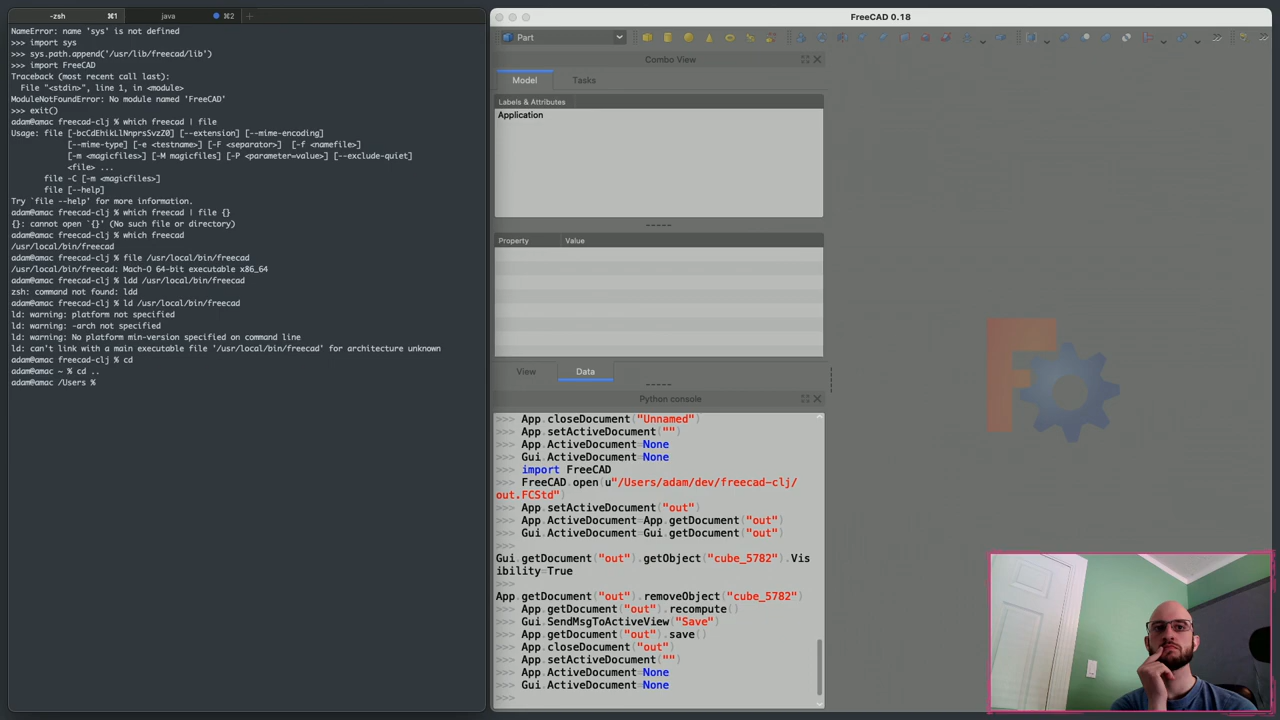 -zsh ⌘1 java ⌘2 +
NameError: name 'sys' is not defined
>>> import sys
>>> sys.path.append('/usr/lib/freecad/lib')
>>> import FreeCAD
Traceback (most recent call last):
File "<stdin>", line 1, in <module>
ModuleNotFoundError: No module named 'FreeCAD'
>>> exit()
adam@amac freecad-clj % which freecad | file
Usage: file [-bcCdEhikLlNnprsSvzZ0] [--extension] [--mime-encoding]
[--mime-type] [-e <testname>] [-F <separator>] [-f <namefile>]
[-m <magicfiles>] [-M magicfiles] [-P <parameter=value>] [--exclude-quiet]
<file> ...
file -C [-m <magicfiles>]
file [--help]
Try `file --help' for more information.
adam@amac freecad-clj % which freecad | file {}
{}: cannot open `{}' (No such file or directory)
adam@amac freecad-clj % which freecad
/usr/local/bin/freecad
adam@amac freecad-clj % file /usr/local/bin/freecad
/usr/local/bin/freecad: Mach-O 64-bit executable x86_64
adam@amac freecad-clj % ldd /usr/local/bin/freecad
zsh: command not found: ldd
adam@amac freecad-clj % ld /usr/local/bin/freecad
ld: warning: platform not specified
ld: warning: -arch not specified
ld: warning: No platform min-version specified on command line
ld: can't link with a main executable file '/usr/local/bin/freecad' for architecture unknown
adam@amac freecad-clj % cd
adam@amac ~ % cd ..
adam@amac /Users %
FreeCAD 0.18
Part
Combo View
Model Tasks
Labels & Attributes
Application
Property Value
View Data
Python console
>>> App.closeDocument("Unnamed")
>>> App.setActiveDocument("")
>>> App.ActiveDocument=None
>>> Gui.ActiveDocument=None
>>> import FreeCAD
>>> FreeCAD.open(u"/Users/adam/dev/freecad-clj/
out.FCStd")
>>> App.setActiveDocument("out")
>>> App.ActiveDocument=App.getDocument("out")
>>> Gui.ActiveDocument=Gui.getDocument("out")
>>>
Gui.getDocument("out").getObject("cube_5782").Vis
ibility=True
>>>
App.getDocument("out").removeObject("cube_5782")
>>> App.getDocument("out").recompute()
>>> Gui.SendMsgToActiveView("Save")
>>> App.getDocument("out").save()
>>> App.closeDocument("out")
>>> App.setActiveDocument("")
>>> App.ActiveDocument=None
>>> Gui.ActiveDocument=None
>>>